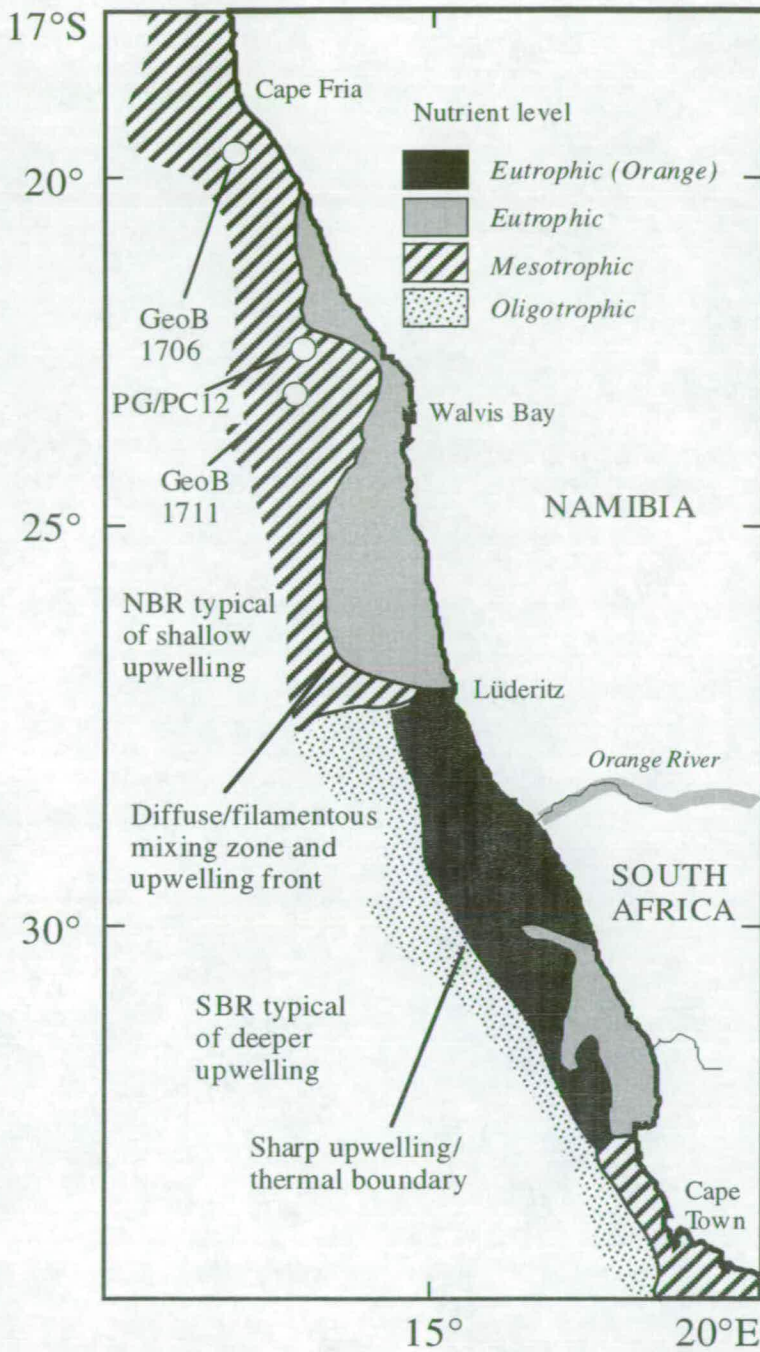 17°S
Cape Fria
Nutrient level
Eutrophic (Orange)
Eutrophic
Mesotrophic
Oligotrophic
20°
GeoB
1706
PG/PC12
GeoB
1711
Walvis Bay
NAMIBIA
25°
NBR typical
of shallow
upwelling
Lüderitz
Orange River
Diffuse/filamentous
mixing zone and
upwelling front
SOUTH
AFRICA
30°
SBR typical
of deeper
upwelling
Sharp upwelling/
thermal boundary
Cape
Town
15°
20°E